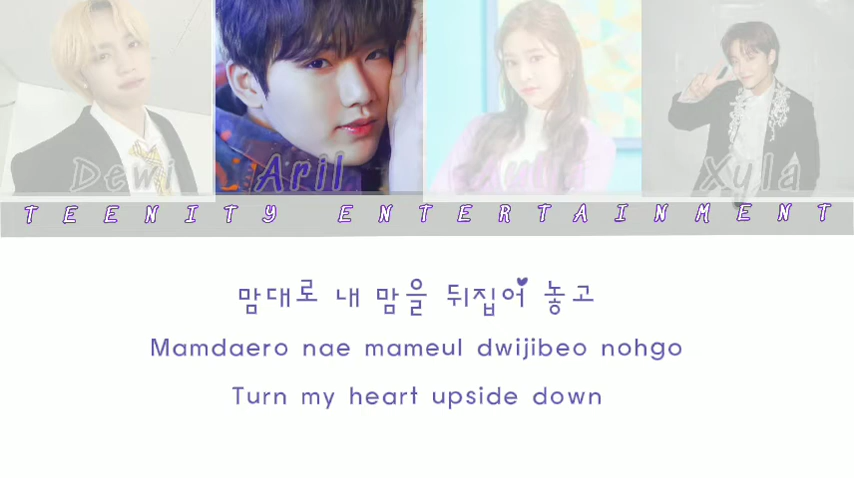 Dewi Aril Xyla
TEENITY ENTERTAINMENT
맘대로 내 맘을 뒤집어 놓고
Mamdaero nae mameul dwijibeo nohgo
Turn my heart upside down